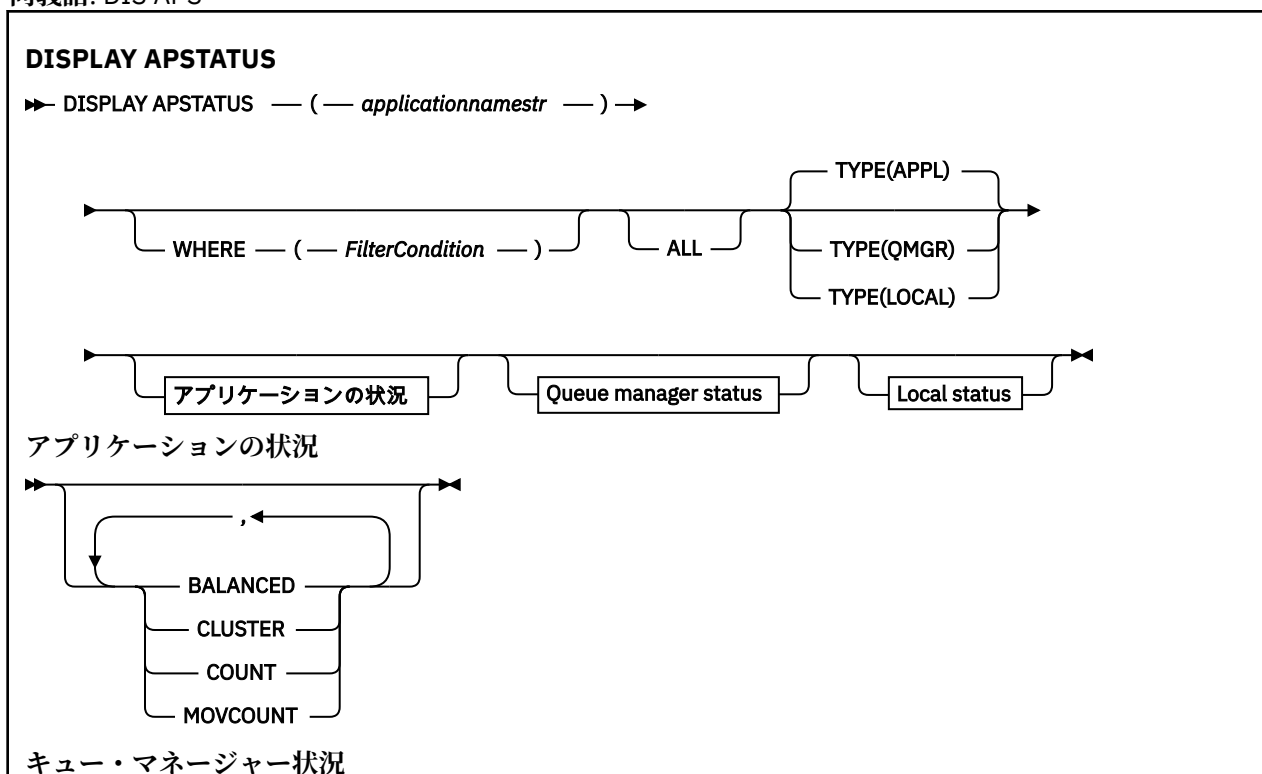 同義語: DIS APS
DISPLAY APSTATUS
DISPLAY APSTATUS ( applicationnamestr )
TYPE(APPL)
WHERE ( FilterCondition ) ALL TYPE(QMGR)
TYPE(LOCAL)
アプリケーションの状況 Queue manager status Local status
アプリケーションの状況
,
BALANCED
CLUSTER
COUNT
MOVCOUNT
キュー・マネージャー状況